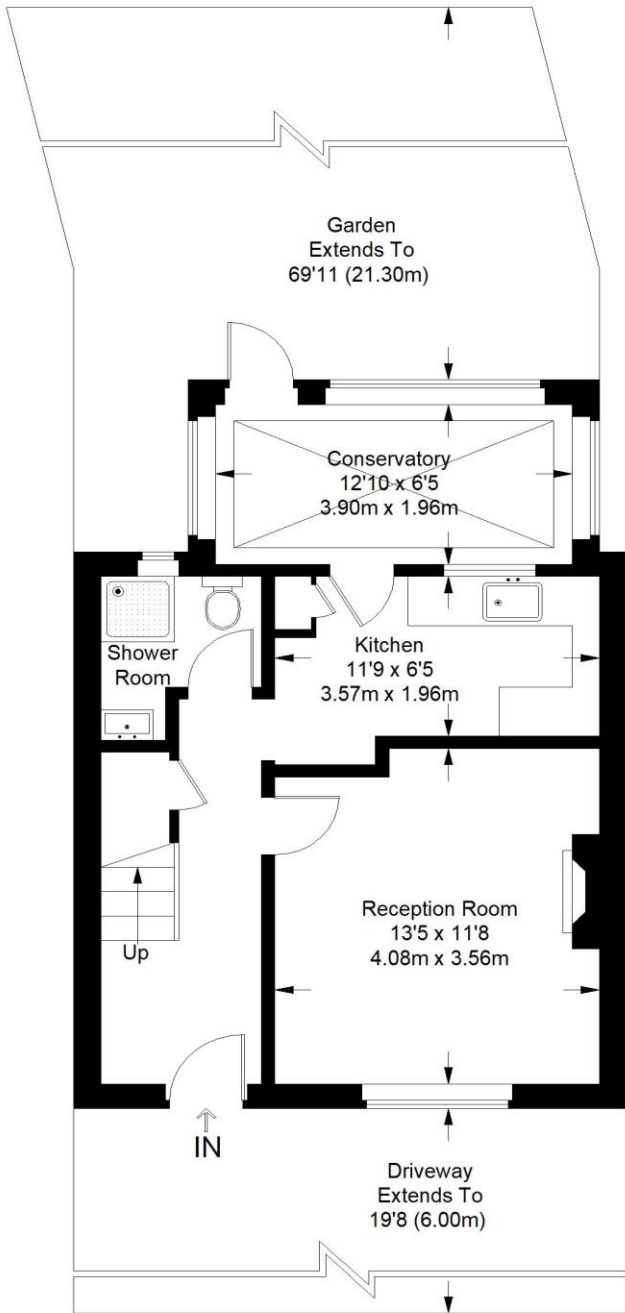 Garden
Extends To
69'11 (21.30m)
Conservatory
12'10 x 6'5
3.90m x 1.96m
Shower
Room
Kitchen
11'9 x 6'5
3.57m x 1.96m
Reception Room
13'5 x 11'8
4.08m x 3.56m
Up
IN
Driveway
Extends To
19'8 (6.00m)